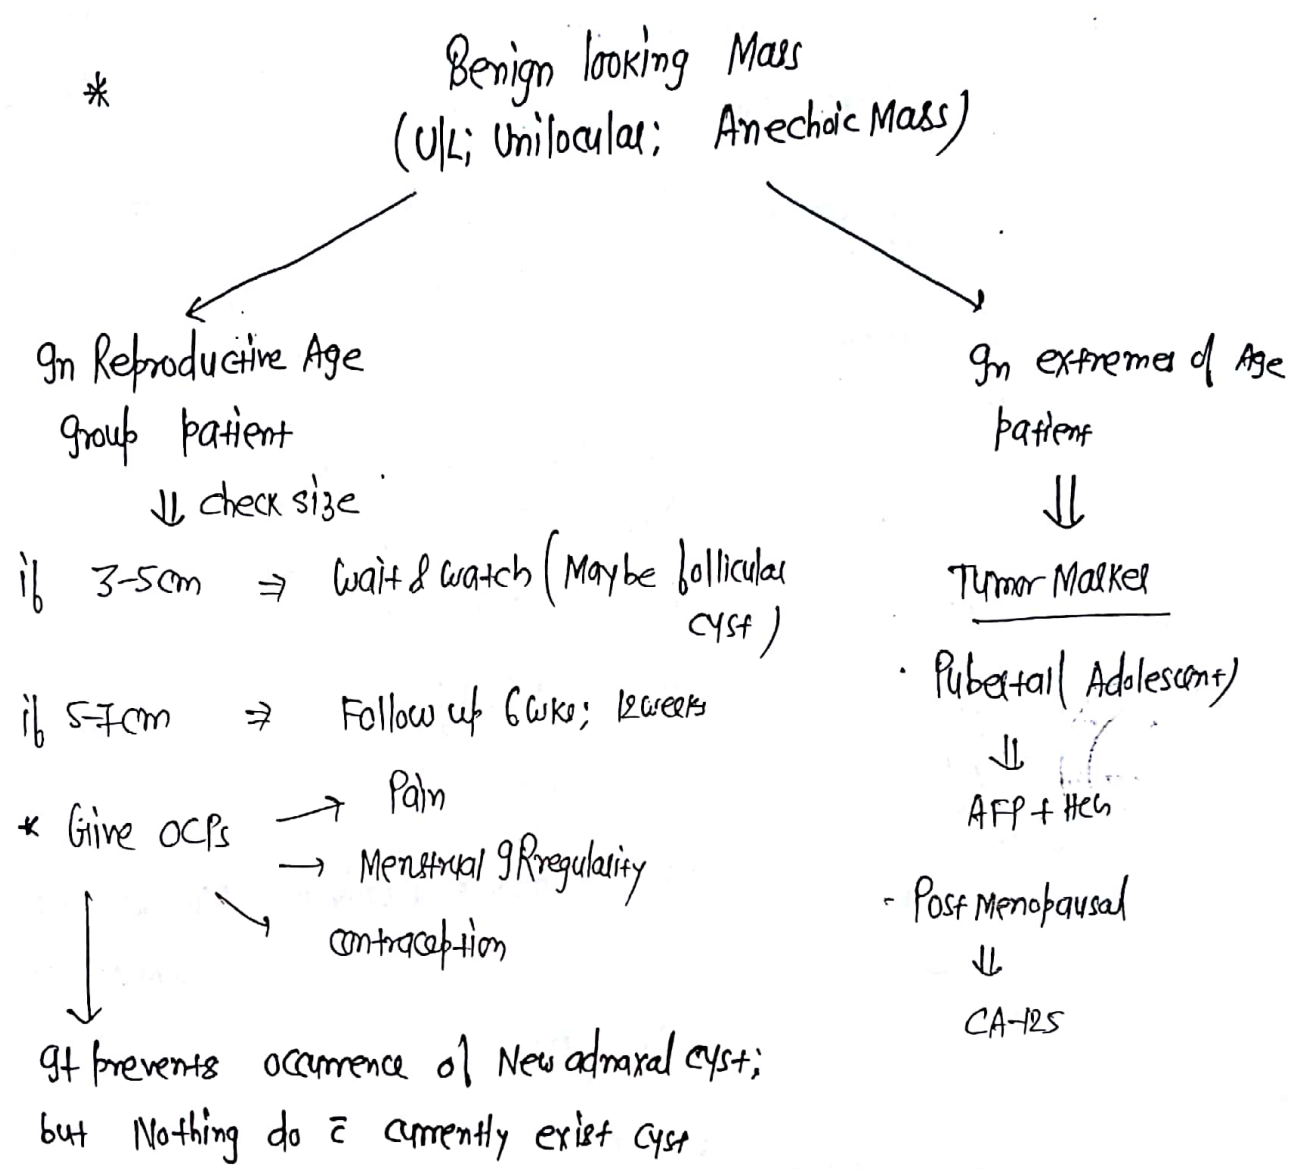 *
Benign looking Mass
(U/L; Unilocular; Anechoic Mass)
In Reproductive Age
group patient
⇓ check size
if 3-5cm ⇒ wait & watch (Maybe follicular
cyst)
if 5-7cm ⇒ Follow up 6wks; 12weeks
* Give OCPs → Pain
→ Menstrual IRregularity
contraception
It prevents occurrence of New adnaxal cyst;
but Nothing do c̄ currently exist cyst
In extremes of Age
patient
⇓
Tumor Marker
· Pubertal (Adolescent)
⇓
AFP + HCG
- Post Menopausal
⇓
CA-125